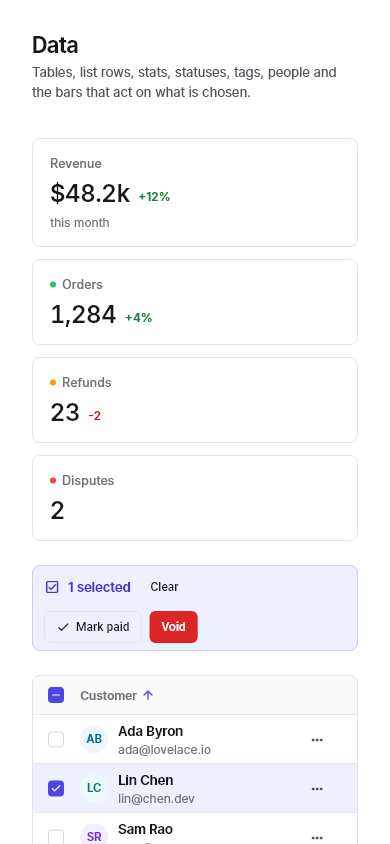 Data
Tables, list rows, stats, statuses, tags, people and
the bars that act on what is chosen.
Revenue
$48.2k +12%
this month
Orders
1,284 +4%
Refunds
23 -2
Disputes
2
1 selected Clear
Mark paid Void
Customer ↑
AB Ada Byron
ada@lovelace.io
LC Lin Chen
lin@chen.dev
SR Sam Rao